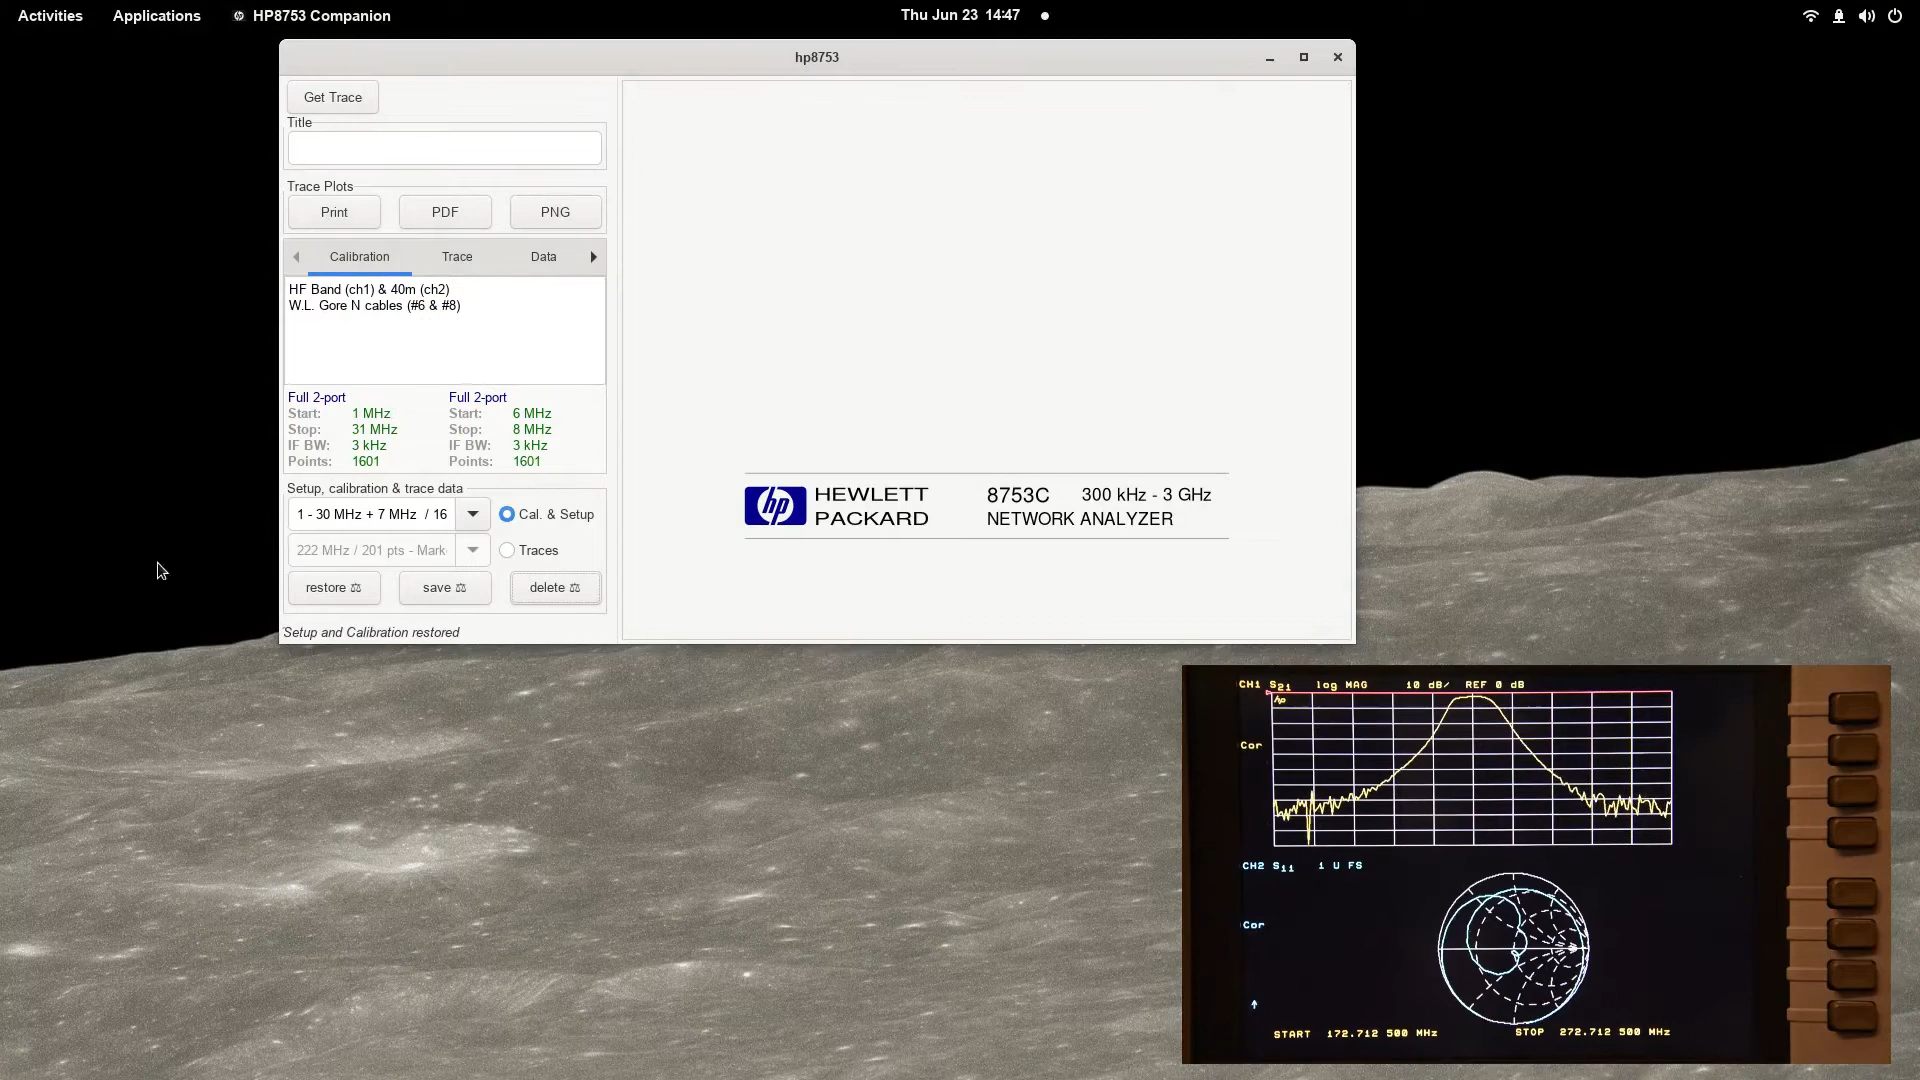 Activities Applications HP8753 Companion Thu Jun 23 14:47
hp8753
Get Trace
Title
Trace Plots
Print PDF PNG
Calibration Trace Data
HF Band (ch1) & 40m (ch2)
W.L. Gore N cables (#6 & #8)
Full 2-port Full 2-port
Start: 1 MHz Start: 6 MHz
Stop: 31 MHz Stop: 8 MHz
IF BW: 3 kHz IF BW: 3 kHz
Points: 1601 Points: 1601
Setup, calibration & trace data
1 - 30 MHz + 7 MHz / 16 Cal. & Setup
222 MHz / 201 pts - Mark Traces
restore save delete
Setup and Calibration restored
hp HEWLETT PACKARD
8753C 300 kHz - 3 GHz
NETWORK ANALYZER
CH1 S21 log MAG 10 dB/ REF 0 dB
hp
Cor
CH2 S11 1 U FS
Cor
START 172.712 500 MHz STOP 272.712 500 MHz